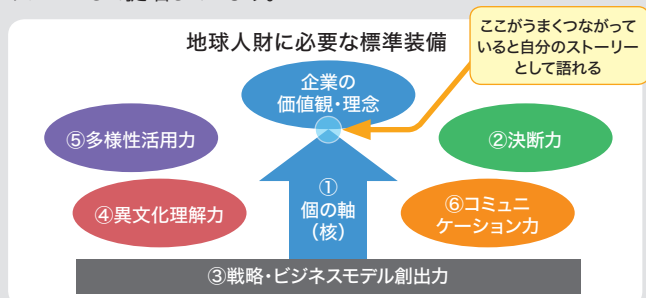 地球人財に必要な標準装備
ここがうまくつながって
いると自分のストーリー
として語れる
企業の
価値観・理念
⑤多様性活用力
②決断力
①
個の軸
（核）
④異文化理解力
⑥コミュニ
ケーション力
③戦略・ビジネスモデル創出力